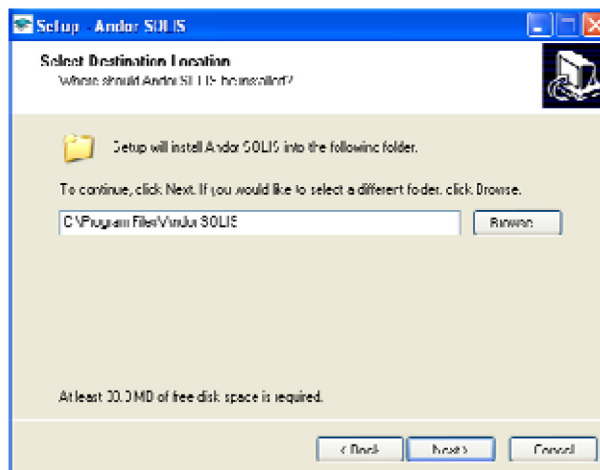 Setup - Andor SOLIS
Select Destination Location
Where should Andor SOLIS be installed?
Setup will install Andor SOLIS into the following folder.
To continue, click Next. If you would like to select a different folder, click Browse.
C:\Program Files\Andor SOLIS
Browse
At least MB of free disk space is required.
< Back
Next >
Cancel